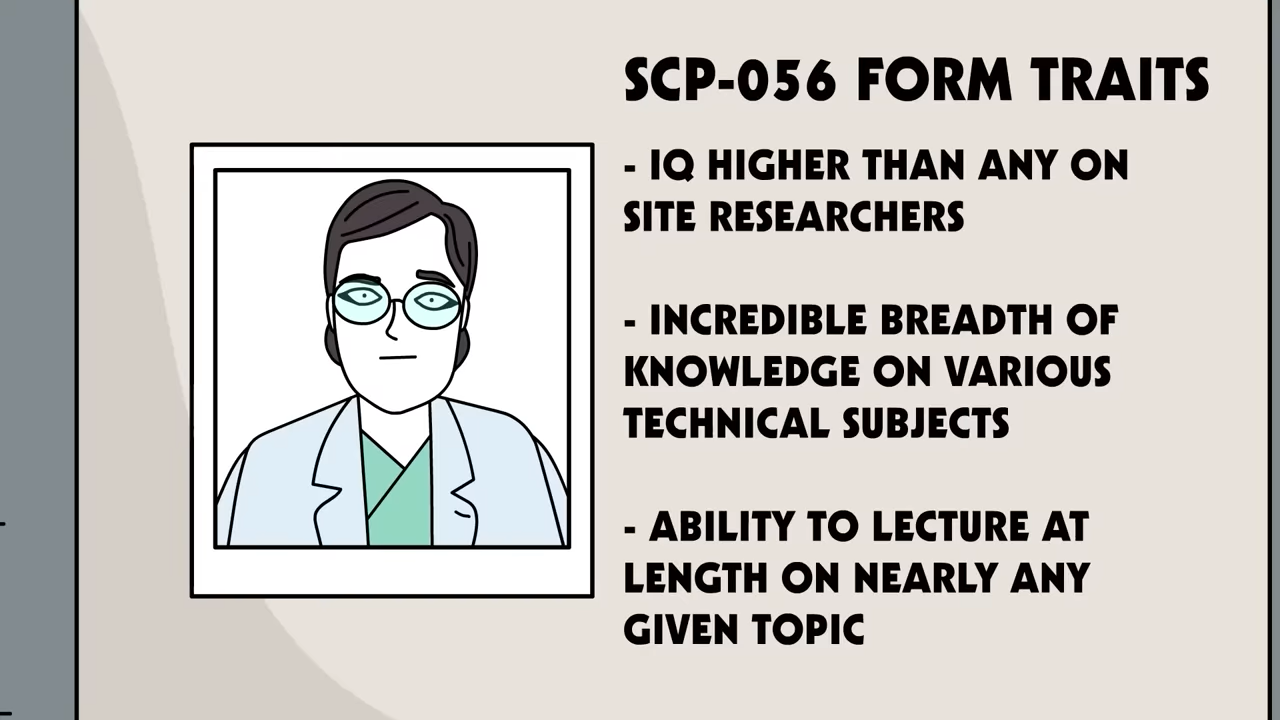 SCP-056 FORM TRAITS
- IQ HIGHER THAN ANY ON
SITE RESEARCHERS
- INCREDIBLE BREADTH OF
KNOWLEDGE ON VARIOUS
TECHNICAL SUBJECTS
- ABILITY TO LECTURE AT
LENGTH ON NEARLY ANY
GIVEN TOPIC